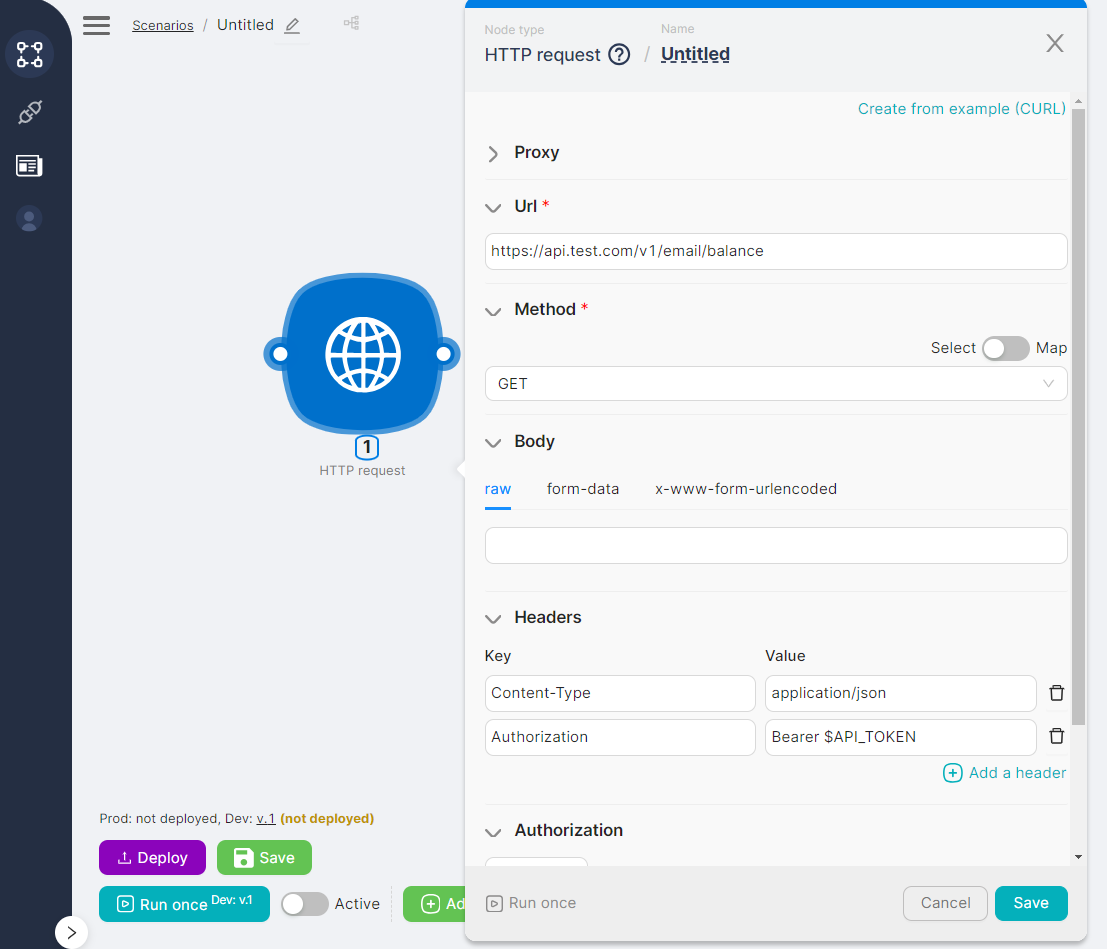 Scenarios / Untitled
1
HTTP request
Prod: not deployed, Dev: v.1 (not deployed)
Deploy
Save
Run once Dev: v.1
Active
Node type
HTTP request ?
/
Name
Untitled
X
Create from example (CURL)
Proxy
Url *
https://api.test.com/v1/email/balance
Method *
Select
Map
GET
Body
raw form-data x-www-form-urlencoded
Headers
Key Value
Content-Type application/json
Authorization Bearer $API_TOKEN
Add a header
Authorization
Run once
Cancel
Save